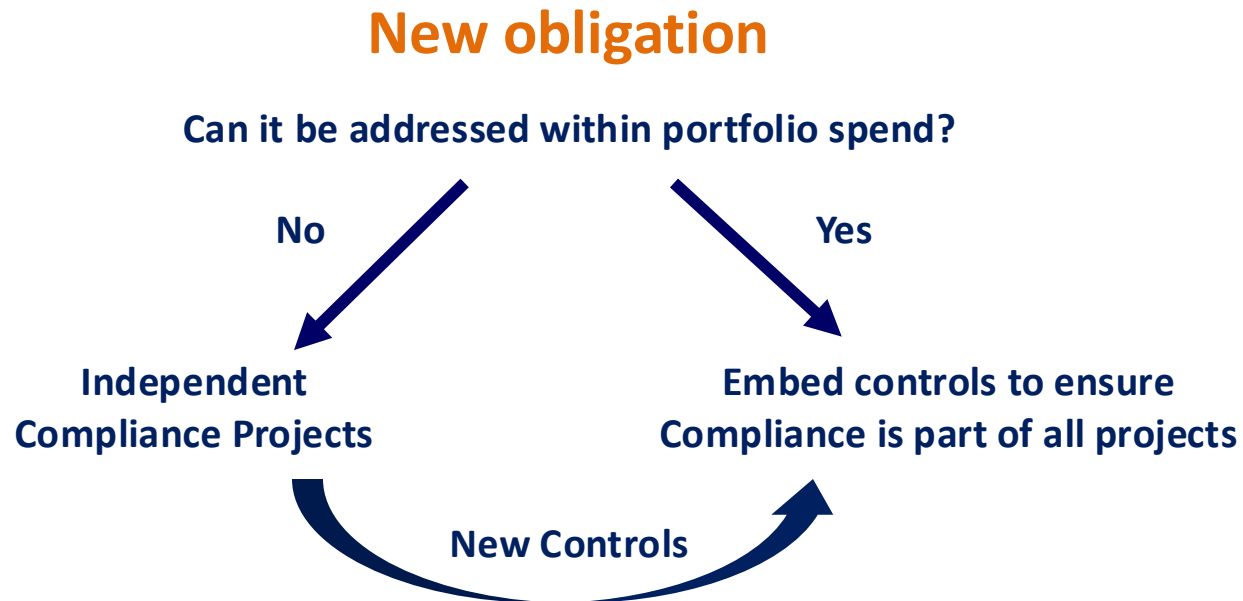 New obligation
Can it be addressed within portfolio spend?
No
Yes
Independent
Compliance Projects
Embed controls to ensure
Compliance is part of all projects
New Controls